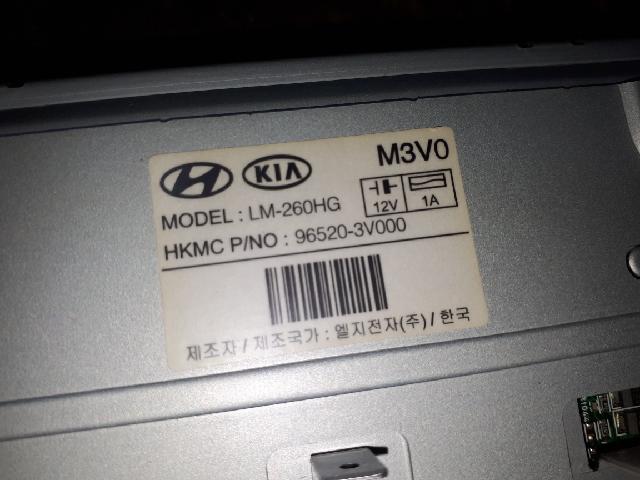 KIA M3V0
MODEL : LM-260HG
12V 1A
HKMC P/NO : 96520-3V000
제조자 / 제조국가 : 엘지전자(주) / 한국